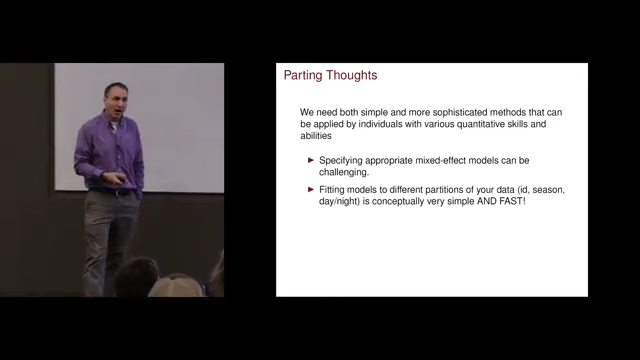 Parting Thoughts
We need both simple and more sophisticated methods that can
be applied by individuals with various quantitative skills and
abilities
▶ Specifying appropriate mixed-effect models can be
challenging.
▶ Fitting models to different partitions of your data (id, season,
day/night) is conceptually very simple AND FAST!